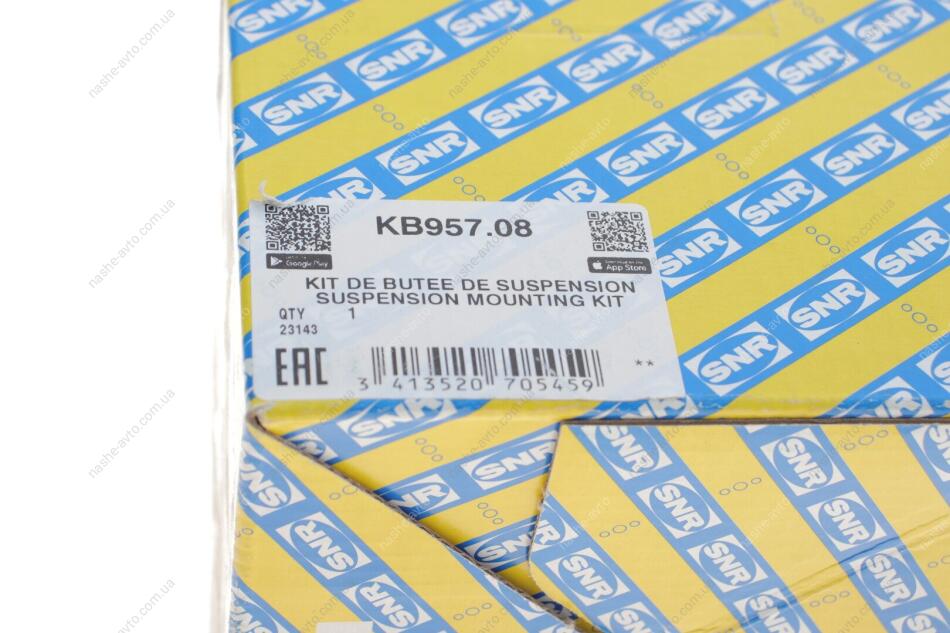 KB957.08
Google Play
App Store
KIT DE BUTEE DE SUSPENSION
SUSPENSION MOUNTING KIT
QTY 1
23143
EAC **
3 413520 705459
SNR
nashe-avto.com.ua